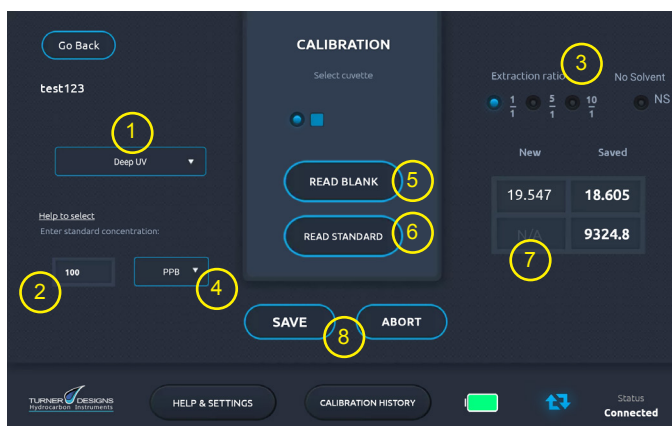 Go Back
CALIBRATION
Select cuvette
test123
3
Extraction ratio
No Solvent
1/1
5/1
10/1
NS
1
Deep UV
READ BLANK
5
New
Saved
19.547
18.605
Help to select
Enter standard concentration:
READ STANDARD
6
N/A
9324.8
7
2
100
PPB
4
SAVE
8
ABORT
TURNER DESIGNS
Hydrocarbon Instruments
HELP & SETTINGS
CALIBRATION HISTORY
Status
Connected